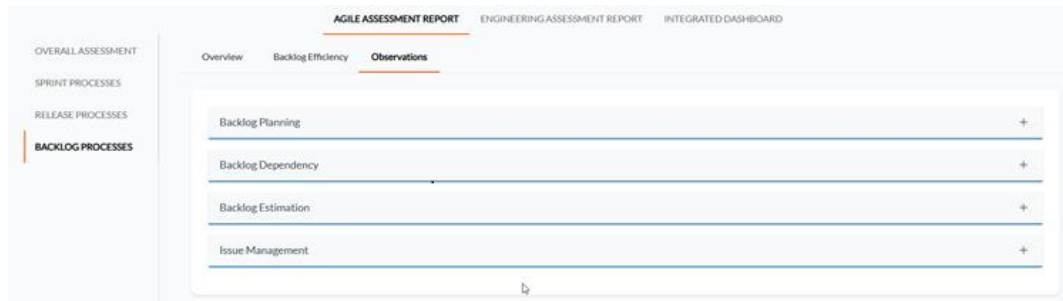 AGILE ASSESSMENT REPORT ENGINEERING ASSESSMENT REPORT INTEGRATED DASHBOARD
OVERALL ASSESSMENT
SPRINT PROCESSES
RELEASE PROCESSES
BACKLOG PROCESSES
Overview Backlog Efficiency Observations
Backlog Planning +
Backlog Dependency +
Backlog Estimation +
Issue Management +